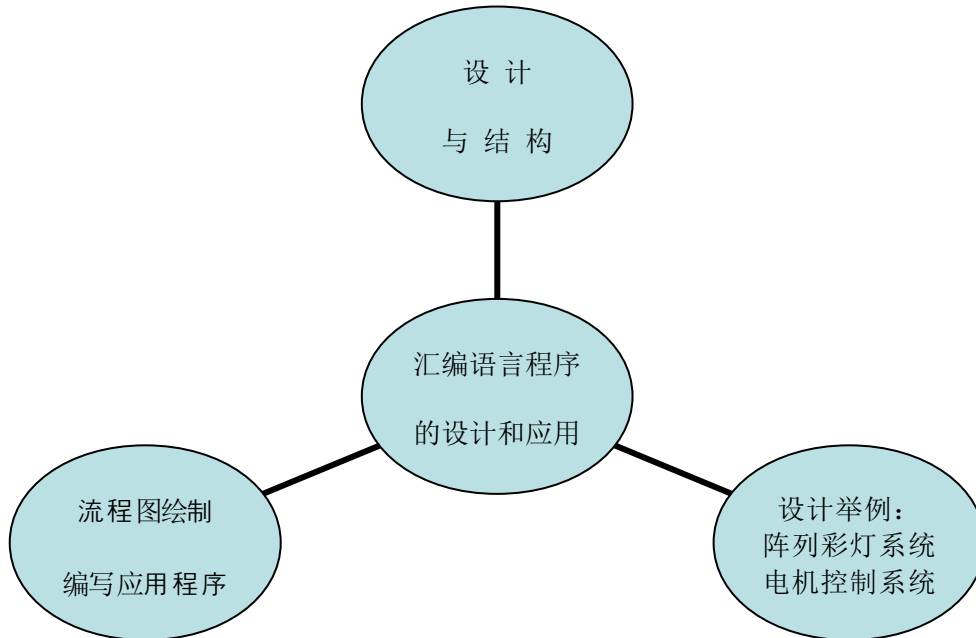 设 计
与 结 构
汇编语言程序
的设计和应用
流程图绘制
编写应用程序
设计举例：
阵列彩灯系统
电机控制系统